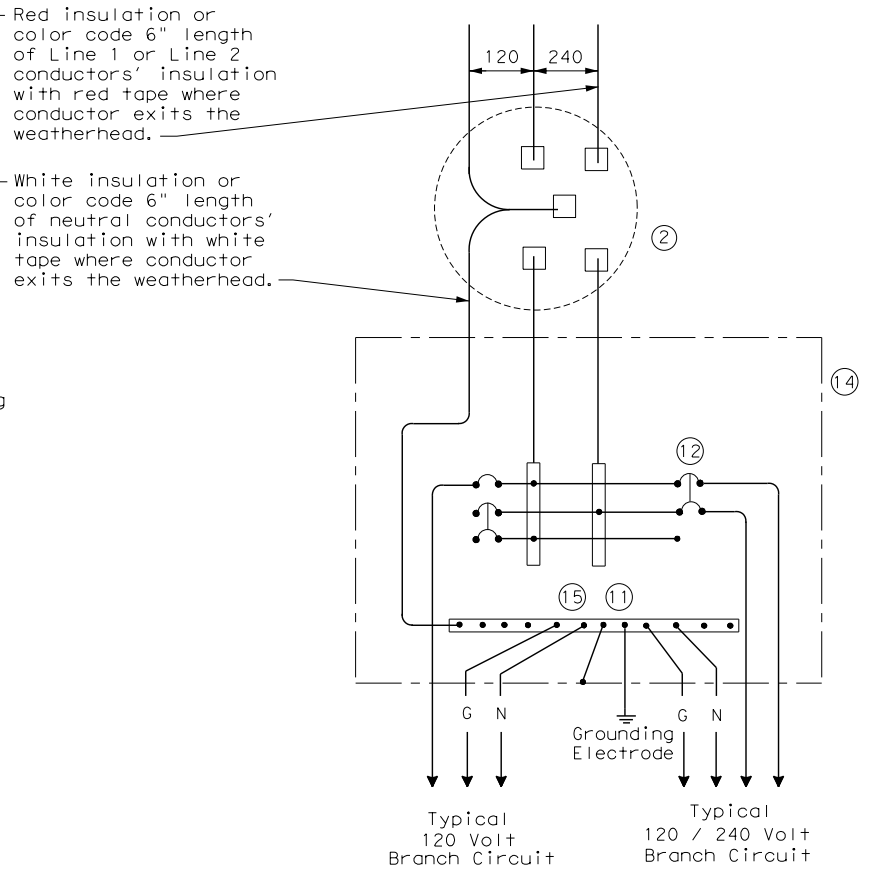 Red insulation or
color code 6" length
of Line 1 or Line 2
conductors' insulation
with red tape where
conductor exits the
weatherhead.
120
240
White insulation or
color code 6" length
of neutral conductors'
insulation with white
tape where conductor
exits the weatherhead.
2
14
g
12
15
11
G
N
G
N
Grounding
Electrode
Typical
120 Volt
Branch Circuit
Typical
120 / 240 Volt
Branch Circuit